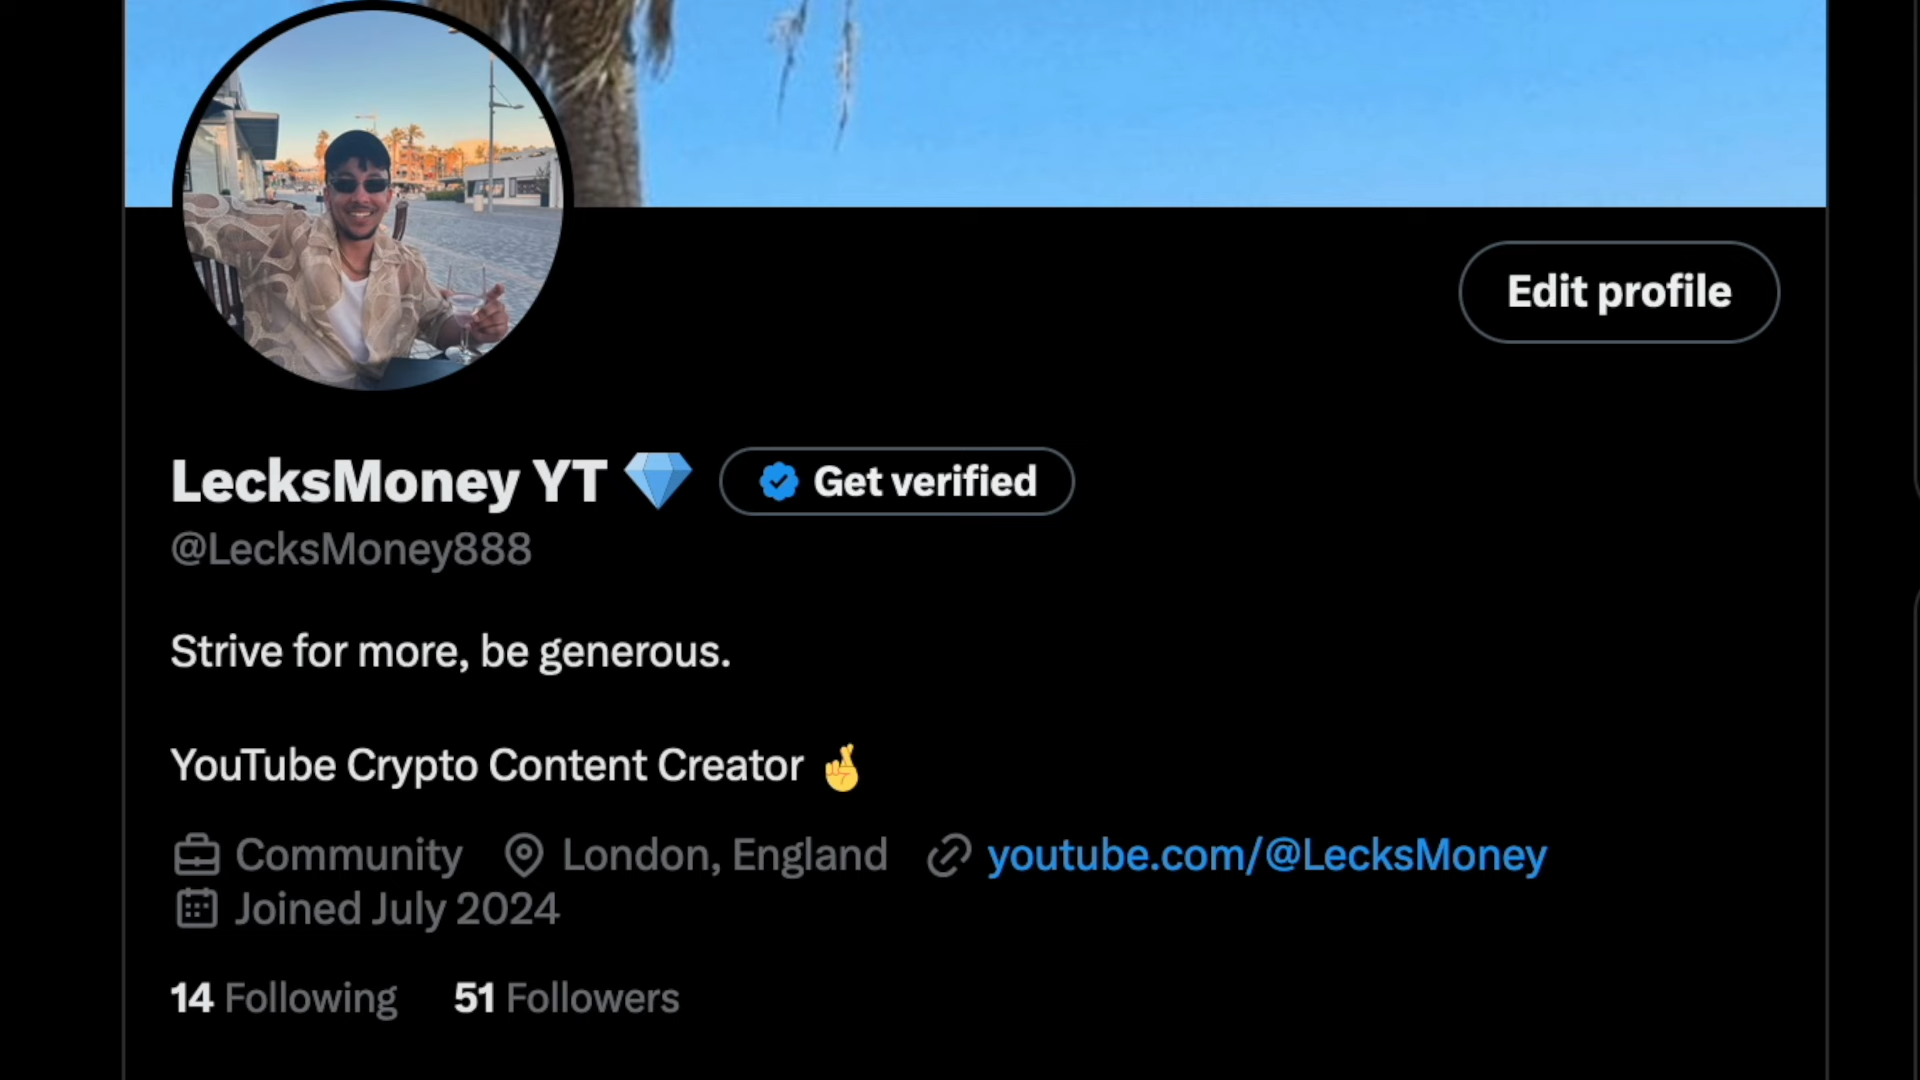 Edit profile
LecksMoney YT 💎 Get verified
@LecksMoney888
Strive for more, be generous.
YouTube Crypto Content Creator 🤞
Community London, England youtube.com/@LecksMoney
Joined July 2024
14 Following 51 Followers